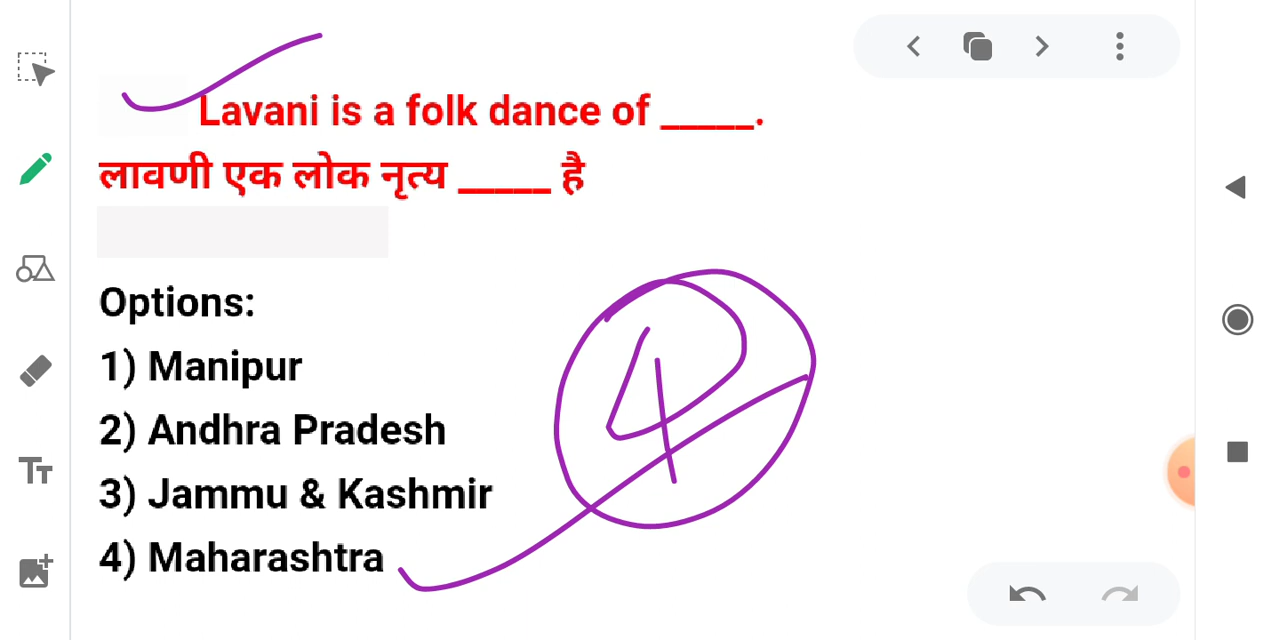 Lavani is a folk dance of _____.
लावणी एक लोक नृत्य _____ है
Options:
1) Manipur
2) Andhra Pradesh
3) Jammu & Kashmir
4) Maharashtra
4